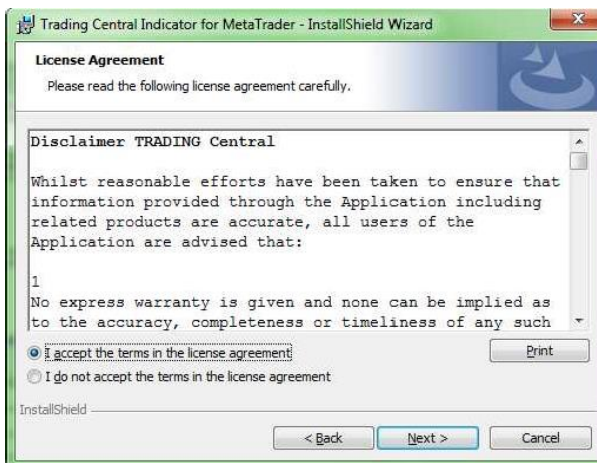 Trading Central Indicator for MetaTrader - InstallShield Wizard
License Agreement
Please read the following license agreement carefully.
Disclaimer TRADING Central
Whilst reasonable efforts have been taken to ensure that
information provided through the Application including
related products are accurate, all users of the
Application are advised that:
1
No express warranty is given and none can be implied as
to the accuracy, completeness or timeliness of any such
I accept the terms in the license agreement
Print
I do not accept the terms in the license agreement
InstallShield
< Back
Next >
Cancel